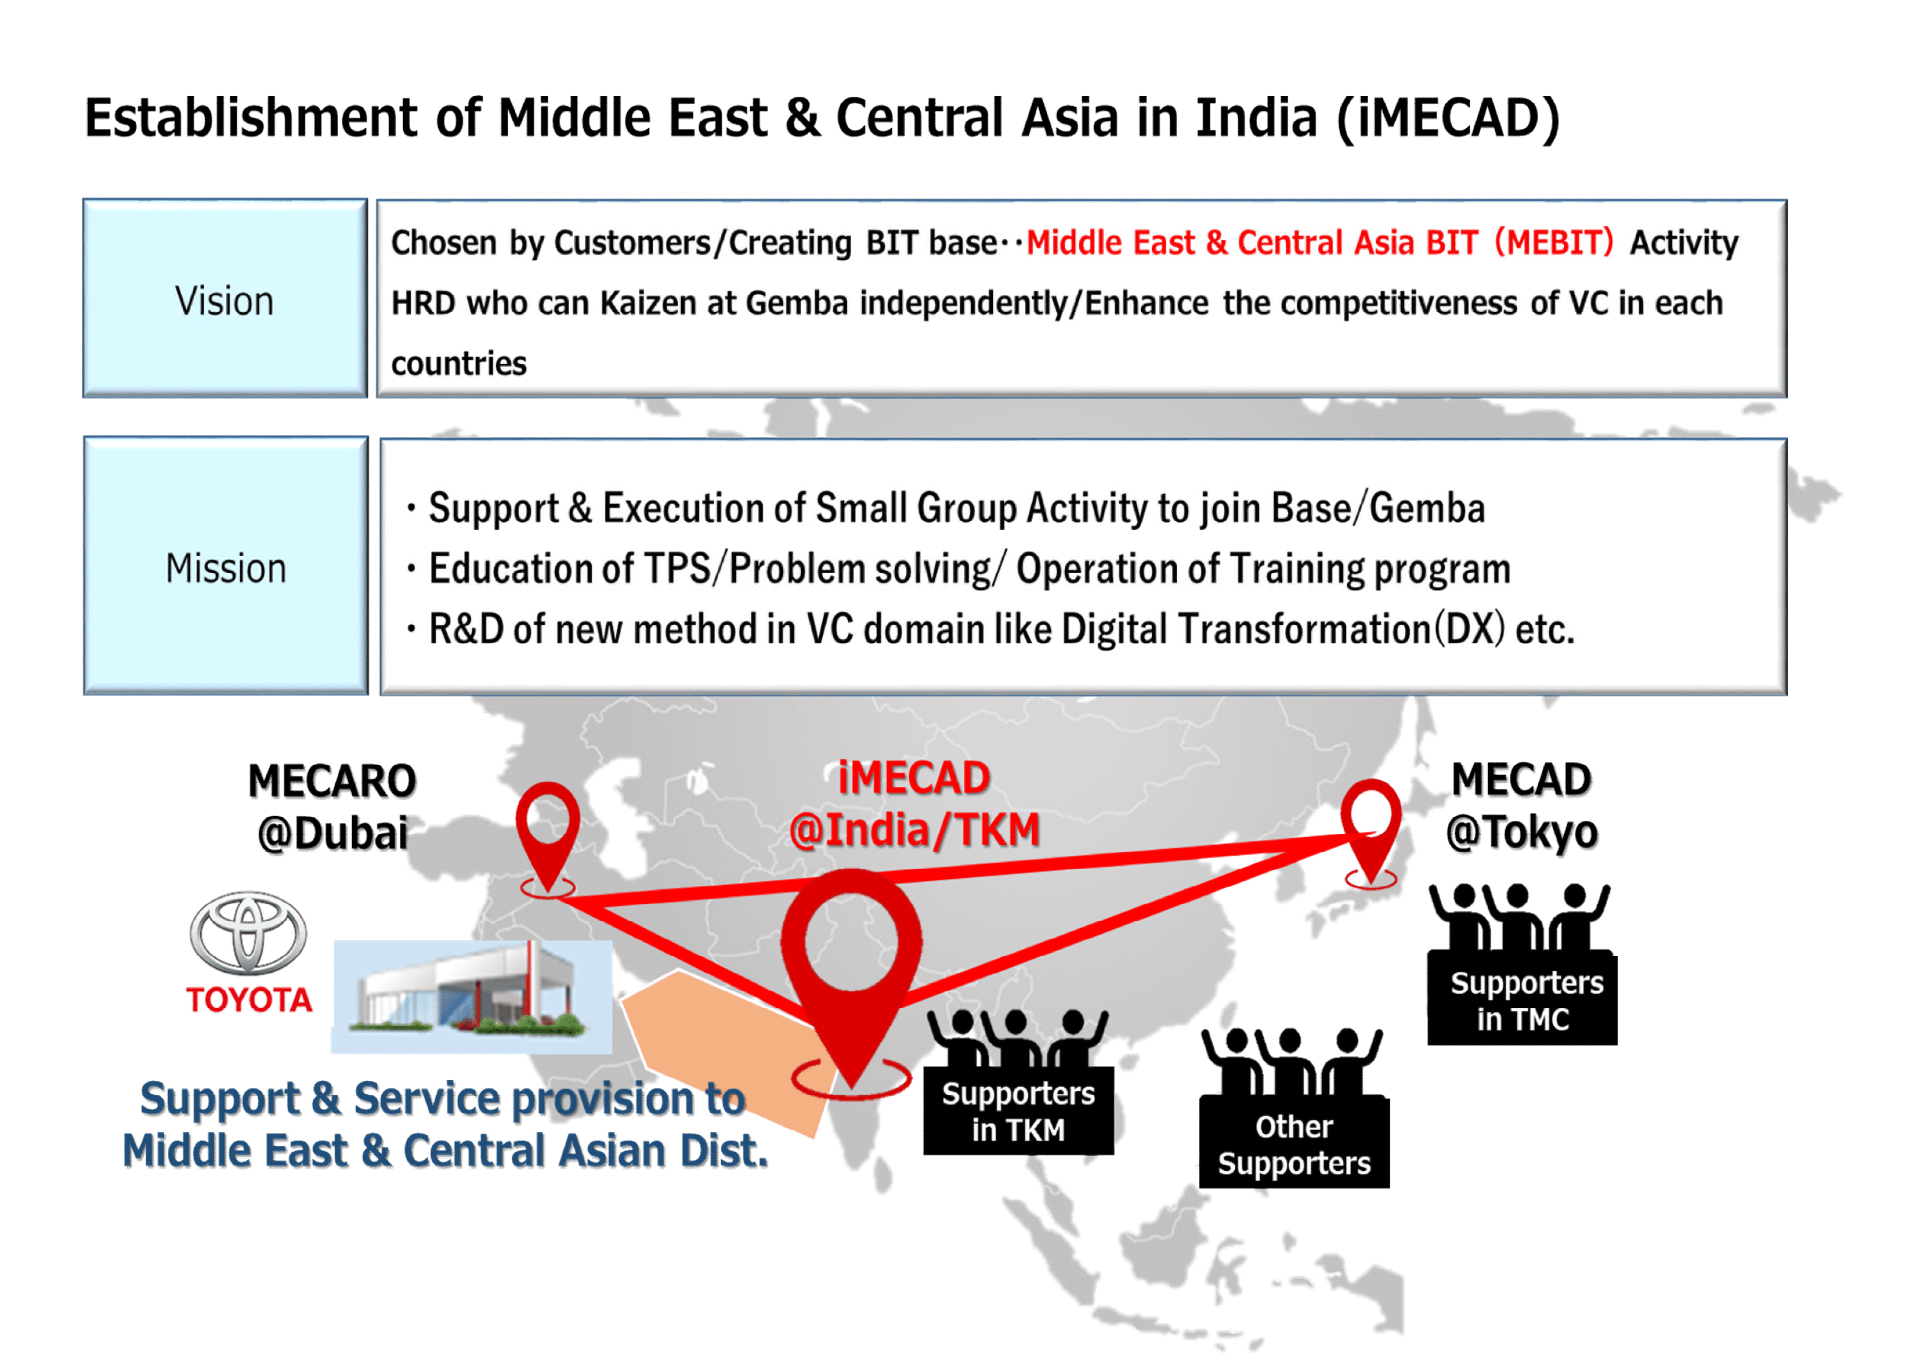 Establishment of Middle East & Central Asia in India (iMECAD)
Vision
Chosen by Customers/Creating BIT base‥Middle East & Central Asia BIT (MEBIT) Activity
HRD who can Kaizen at Gemba independently/Enhance the competitiveness of VC in each
countries
Mission
・Support & Execution of Small Group Activity to join Base/Gemba
・Education of TPS/Problem solving/ Operation of Training program
・R&D of new method in VC domain like Digital Transformation(DX) etc.
MECARO
@Dubai
iMECAD
@India/TKM
MECAD
@Tokyo
TOYOTA
Support & Service provision to
Middle East & Central Asian Dist.
Supporters
in TKM
Other
Supporters
Supporters
in TMC